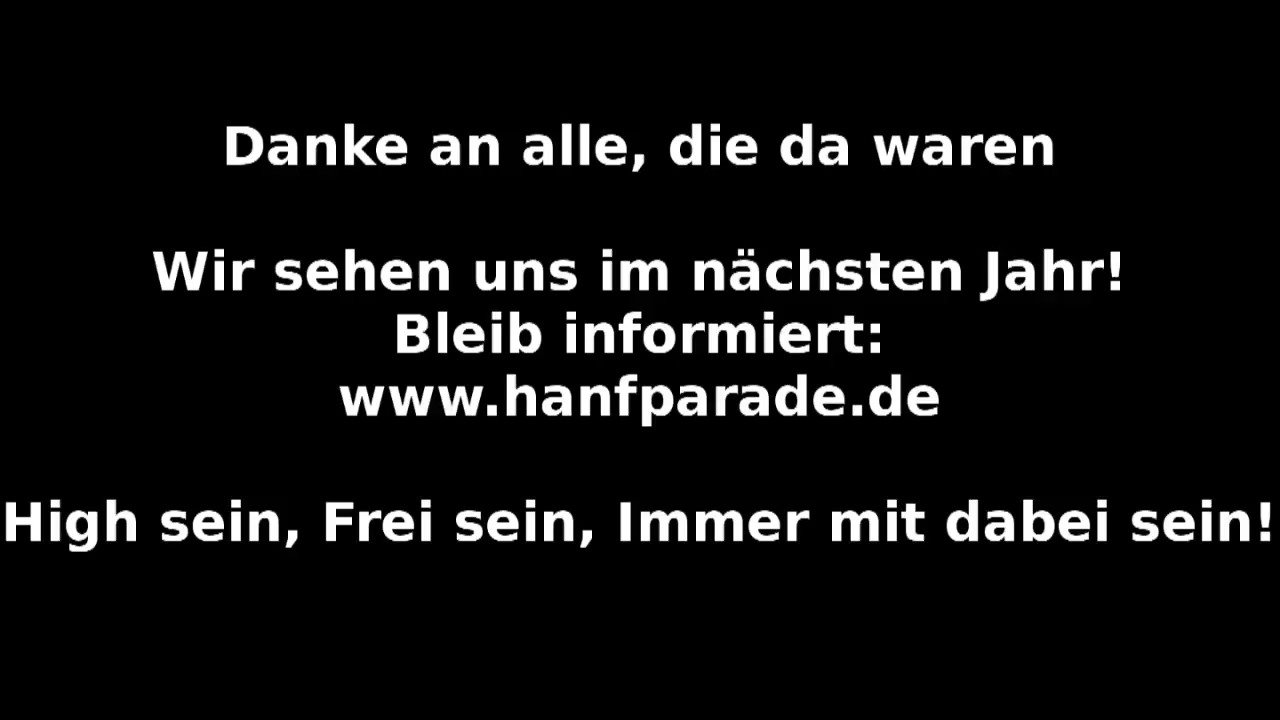 Danke an alle, die da waren
Wir sehen uns im nächsten Jahr!
Bleib informiert:
www.hanfparade.de
High sein, Frei sein, Immer mit dabei sein!